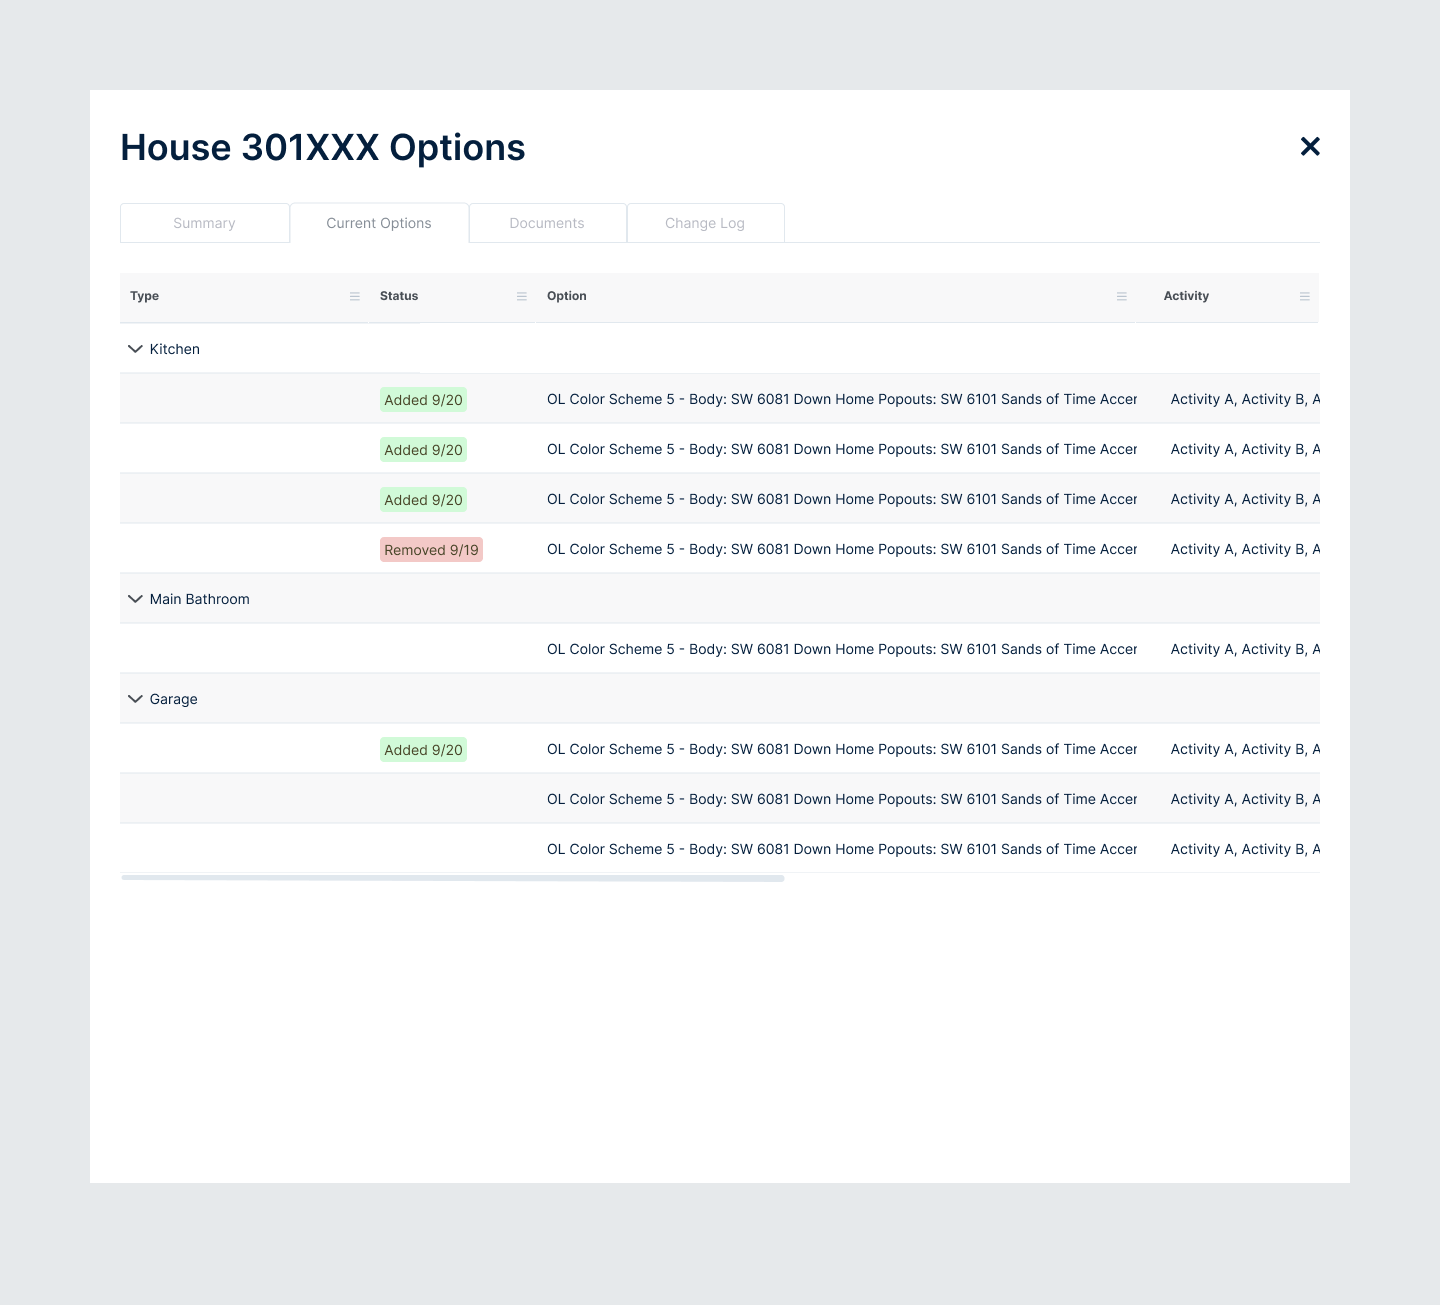 House 301XXX Options
Summary Current Options Documents Change Log
Type Status Option Activity
Kitchen
Added 9/20 OL Color Scheme 5 - Body: SW 6081 Down Home Popouts: SW 6101 Sands of Time Accer Activity A, Activity B, A
Added 9/20 OL Color Scheme 5 - Body: SW 6081 Down Home Popouts: SW 6101 Sands of Time Accer Activity A, Activity B, A
Added 9/20 OL Color Scheme 5 - Body: SW 6081 Down Home Popouts: SW 6101 Sands of Time Accer Activity A, Activity B, A
Removed 9/19 OL Color Scheme 5 - Body: SW 6081 Down Home Popouts: SW 6101 Sands of Time Accer Activity A, Activity B, A
Main Bathroom
OL Color Scheme 5 - Body: SW 6081 Down Home Popouts: SW 6101 Sands of Time Accer Activity A, Activity B, A
Garage
Added 9/20 OL Color Scheme 5 - Body: SW 6081 Down Home Popouts: SW 6101 Sands of Time Accer Activity A, Activity B, A
OL Color Scheme 5 - Body: SW 6081 Down Home Popouts: SW 6101 Sands of Time Accer Activity A, Activity B, A
OL Color Scheme 5 - Body: SW 6081 Down Home Popouts: SW 6101 Sands of Time Accer Activity A, Activity B, A